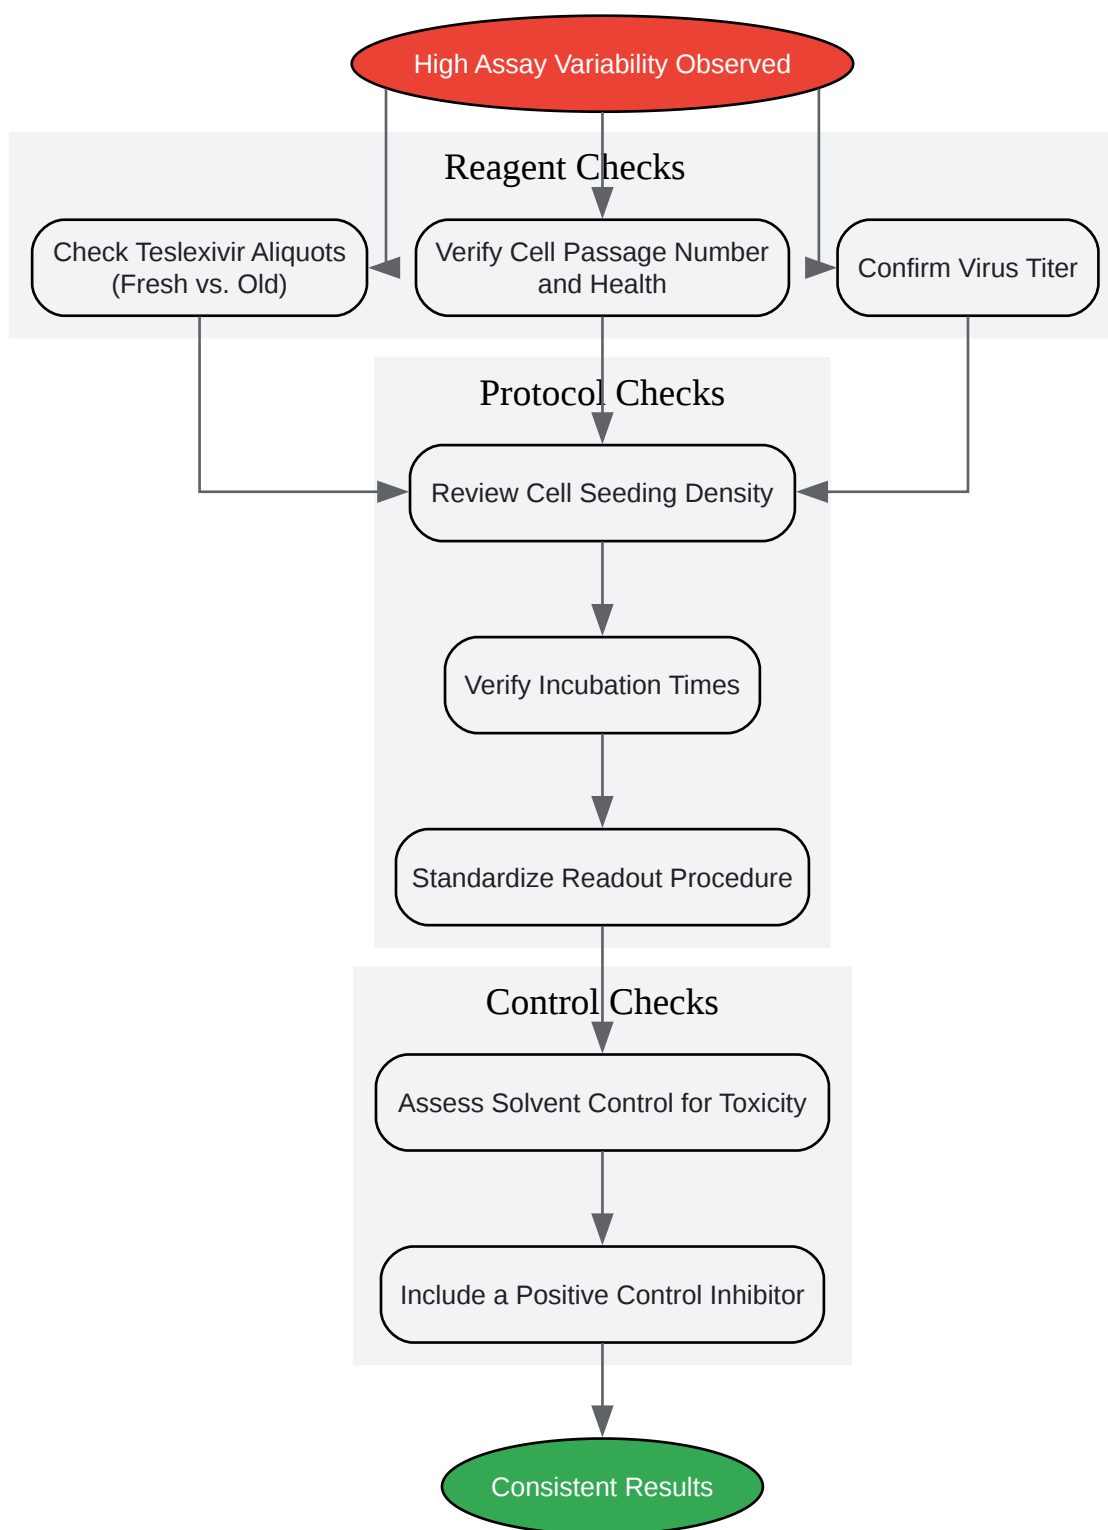 High Assay Variability Observed
Reagent Checks
Check Teslexivir Aliquots
(Fresh vs. Old)
Verify Cell Passage Number
and Health
Confirm Virus Titer
Protocol Checks
Review Cell Seeding Density
Verify Incubation Times
Standardize Readout Procedure
Control Checks
Assess Solvent Control for Toxicity
Include a Positive Control Inhibitor
Consistent Results